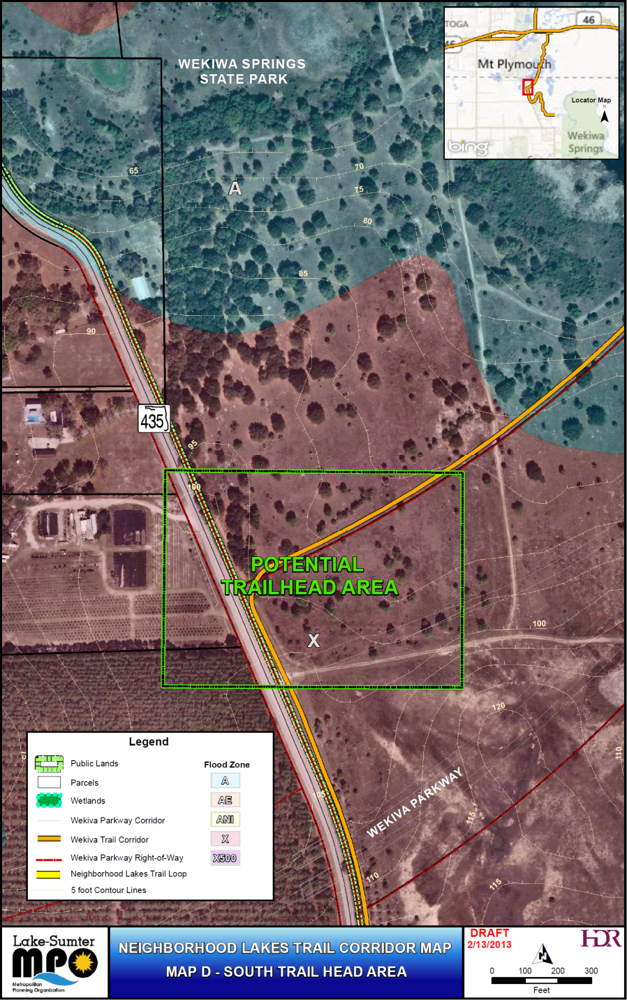 WEKIWA SPRINGS
STATE PARK
TOGA
46
46
Mt Plymouth
Locator Map
N
Wekiwa
Springs
bing
65
70
A
75
80
85
90
435
95
100
POTENTIAL
TRAILHEAD AREA
X
100
120
110
105
WEKIVA PARKWAY
115
110
115
Legend
Public Lands
Parcels
Wetlands
Wekiva Parkway Corridor
Wekiva Trail Corridor
Wekiva Parkway Right-of-Way
Neighborhood Lakes Trail Loop
5 foot Contour Lines
Flood Zone
A
AE
ANI
X
X500
Lake-Sumter
MPO
Metropolitan
Planning Organization
NEIGHBORHOOD LAKES TRAIL CORRIDOR MAP
MAP D - SOUTH TRAIL HEAD AREA
DRAFT
2/13/2013
HDR
N
0 100 200 300
Feet